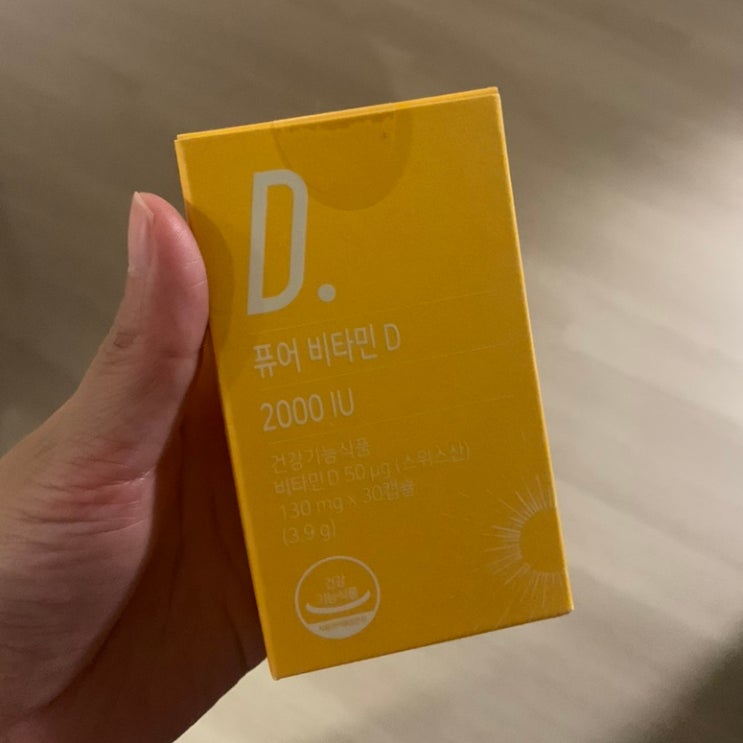 D.
퓨어 비타민 D
2000 IU
건강기능식품
비타민 D 50 µg (스위스산)
130 mg x 30캡슐
(3.9 g)
건강
기능식품